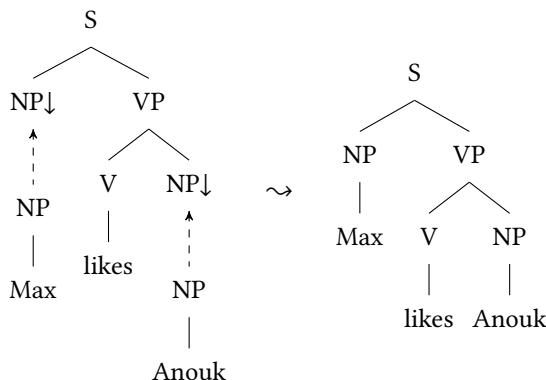 S
S
NP↓ VP
NP VP
V NP↓
⤳
NP
Max V NP
likes
Max NP
likes Anouk
Anouk